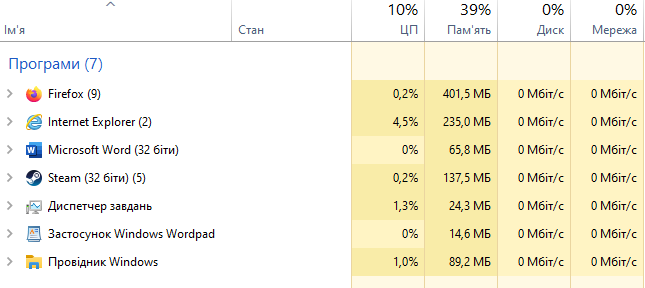 10% 39% 0% 0%
Ім'я Стан ЦП Пам'ять Диск Мережа
Програми (7)
Firefox (9) 0,2% 401,5 МБ 0 Мбіт/с 0 Мбіт/с
Internet Explorer (2) 4,5% 235,0 МБ 0 Мбіт/с 0 Мбіт/с
Microsoft Word (32 біти) 0% 65,8 МБ 0 Мбіт/с 0 Мбіт/с
Steam (32 біти) (5) 0,2% 137,5 МБ 0 Мбіт/с 0 Мбіт/с
Диспетчер завдань 1,3% 24,3 МБ 0 Мбіт/с 0 Мбіт/с
Застосунок Windows Wordpad 0% 14,6 МБ 0 Мбіт/с 0 Мбіт/с
Провідник Windows 1,0% 89,2 МБ 0 Мбіт/с 0 Мбіт/с